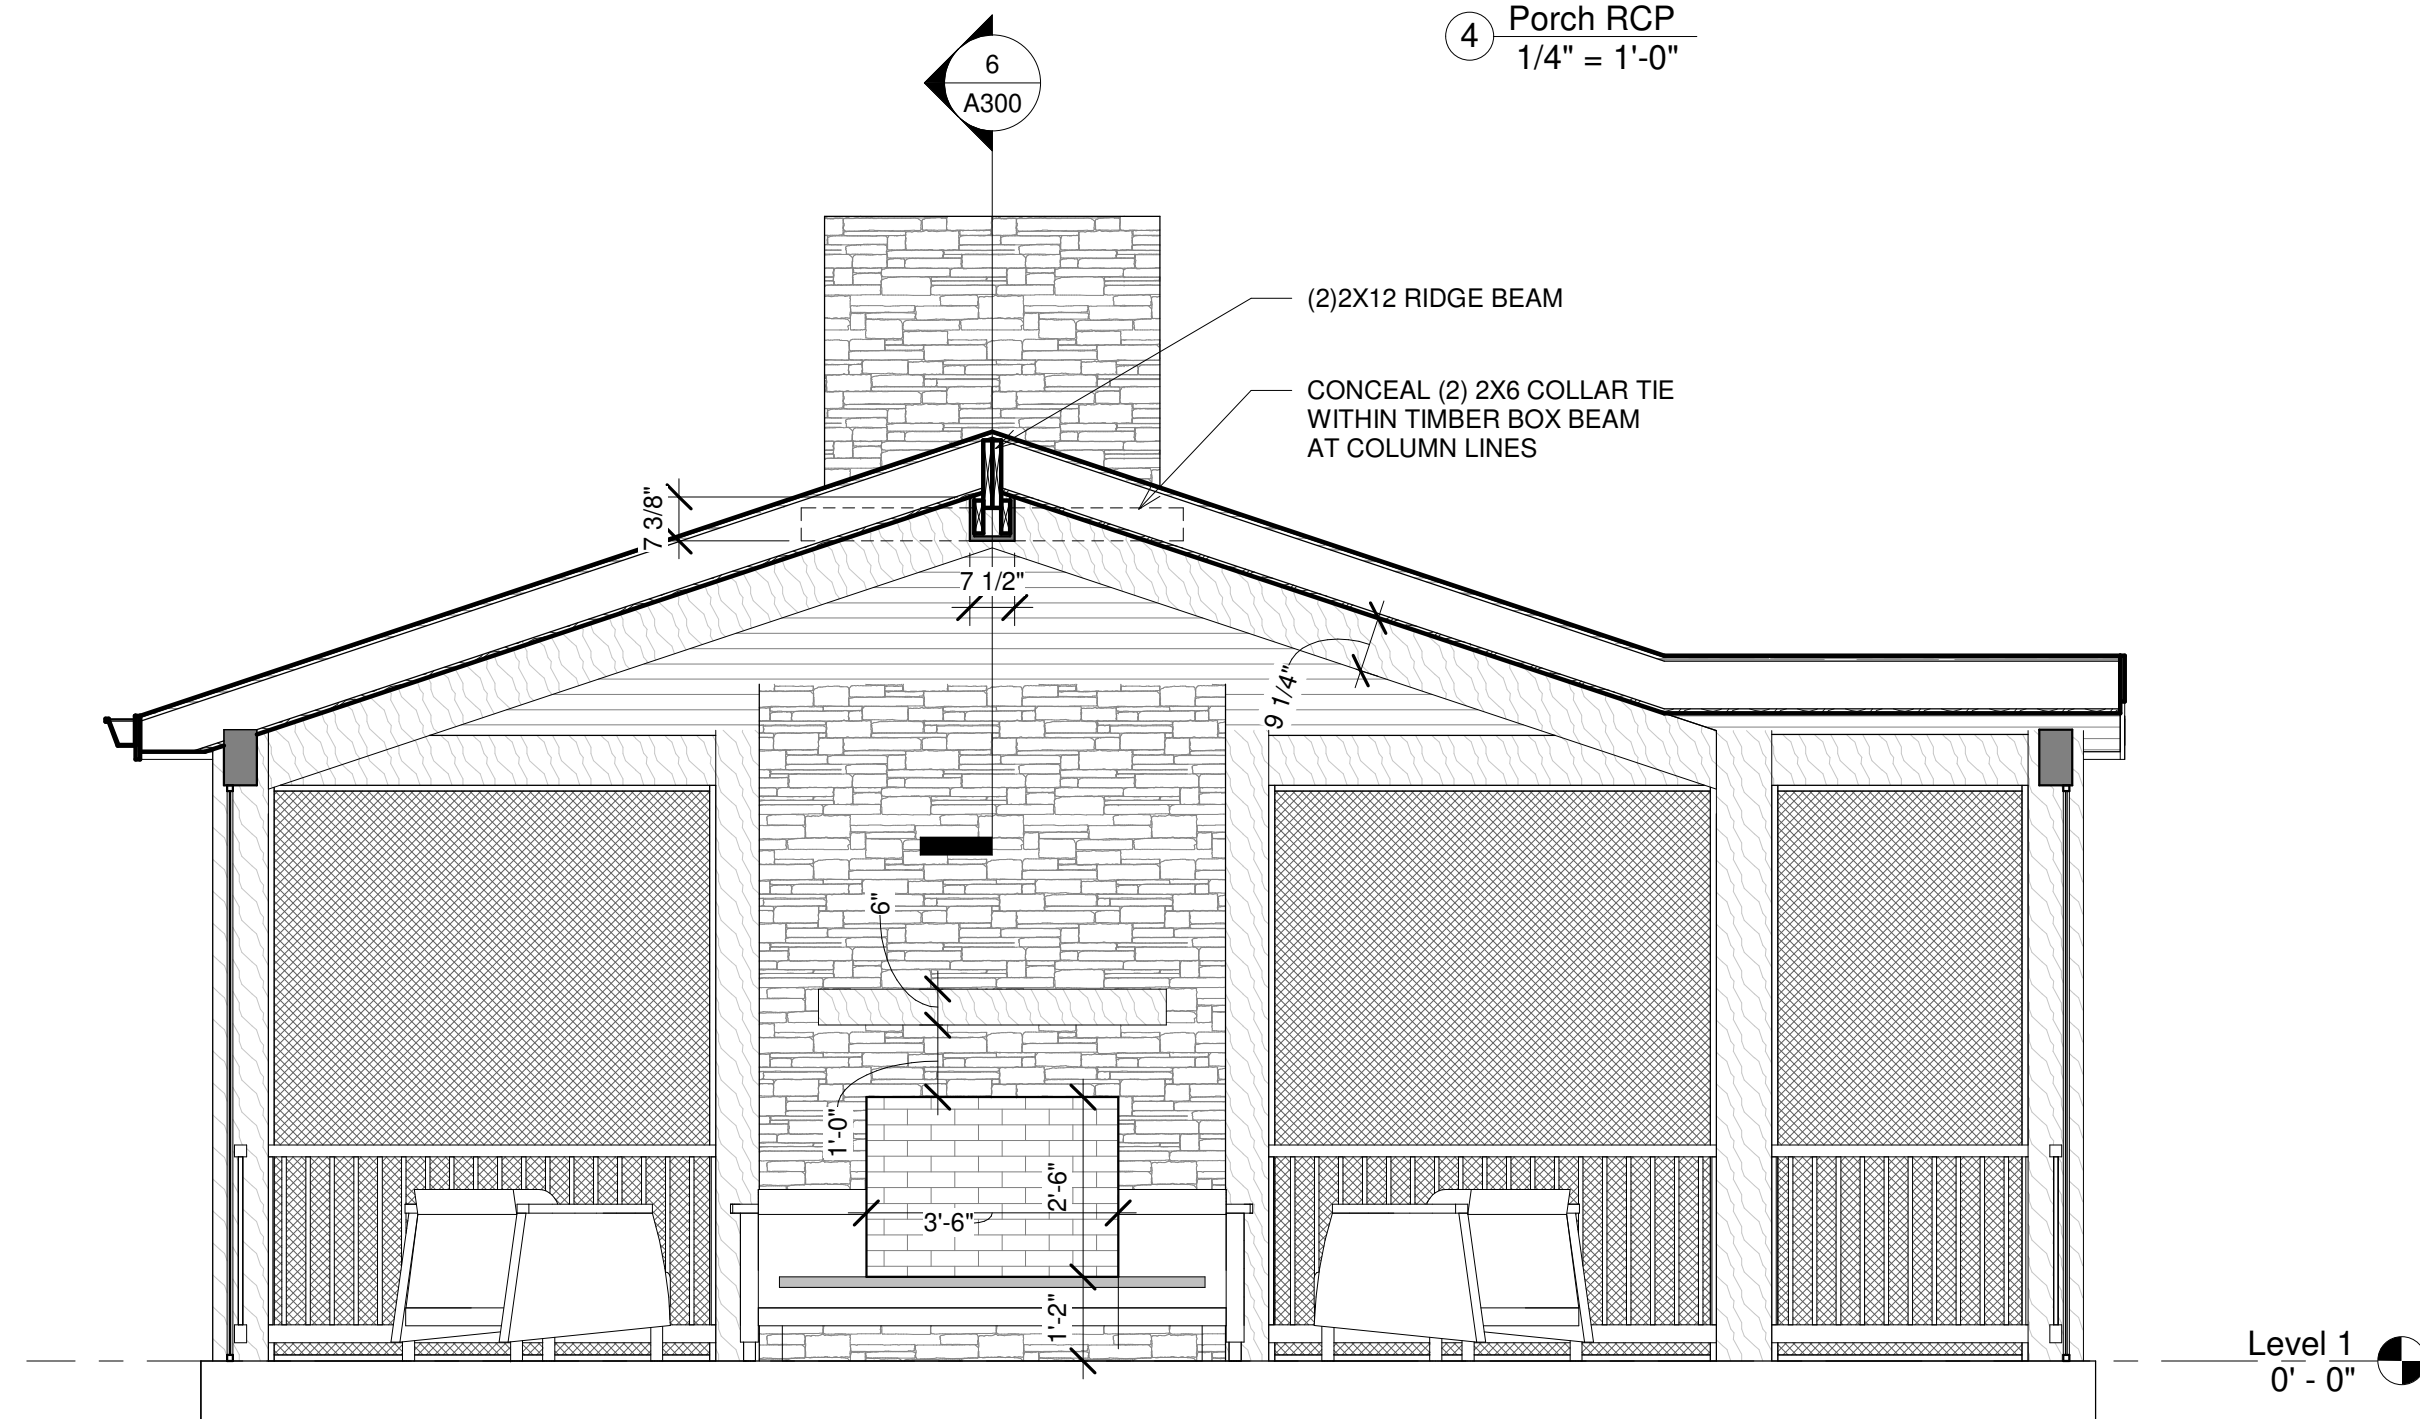 4 Porch RCP
1/4" = 1'-0"
6
A300
(2)2X12 RIDGE BEAM
CONCEAL (2) 2X6 COLLAR TIE
WITHIN TIMBER BOX BEAM
AT COLUMN LINES
7 3/8"
7 1/2"
9 1/4"
6"
1'-0"
2'-6"
3'-6"
1'-2"
Level 1
0' - 0"